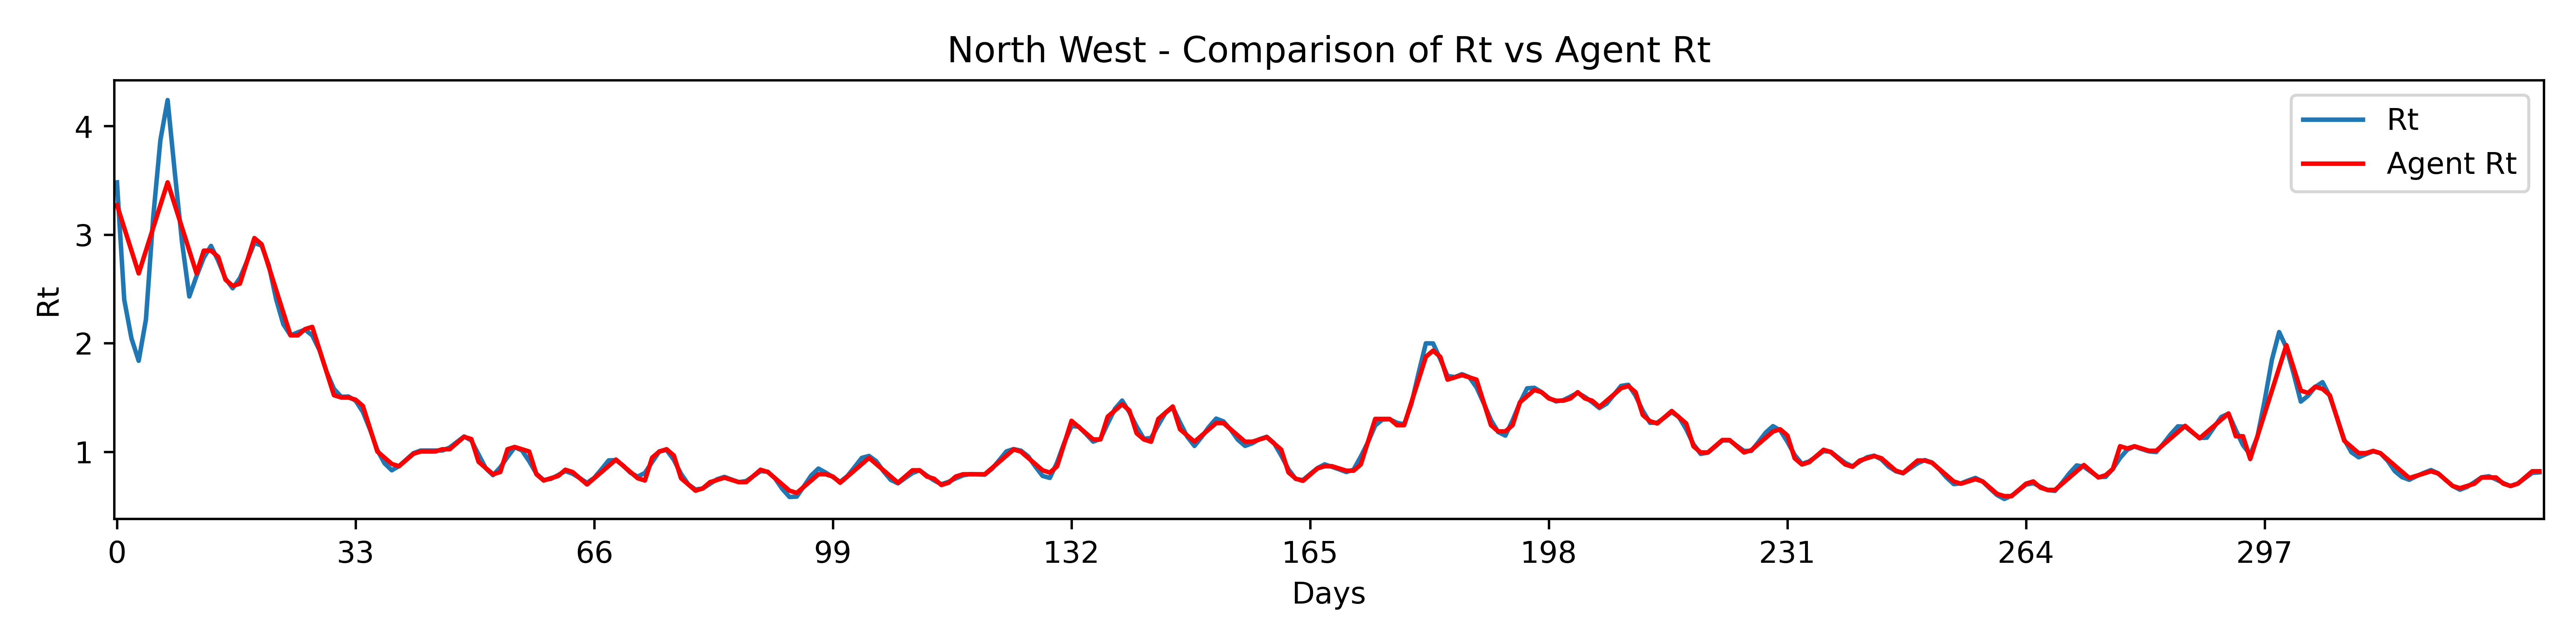 North West - Comparison of Rt vs Agent Rt
Rt
Agent Rt
4
3
2
1
Rt
0 33 66 99 132 165 198 231 264 297
Days